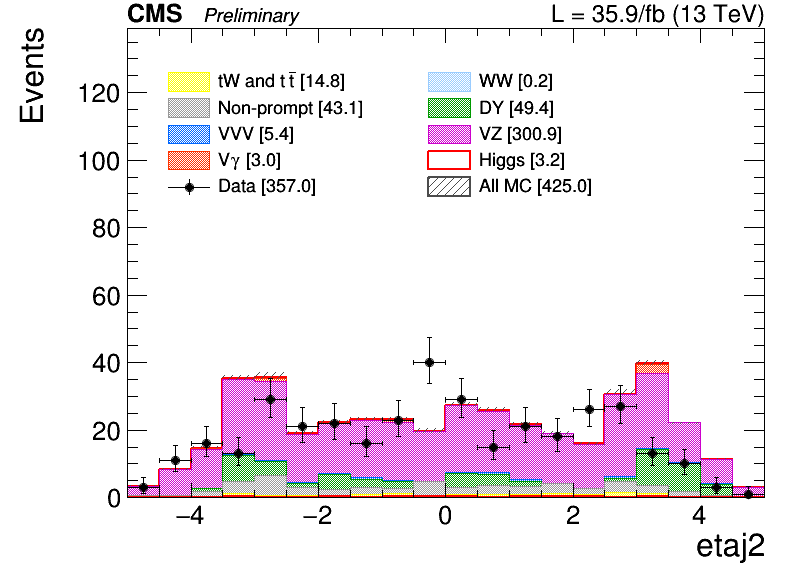 CMS Preliminary L = 35.9/fb (13 TeV)
Events
tW and tt̅ [14.8] WW [0.2]
Non-prompt [43.1] DY [49.4]
VVV [5.4] VZ [300.9]
Vγ [3.0] Higgs [3.2]
Data [357.0] All MC [425.0]
120
100
80
60
40
20
0
−4 −2 0 2 4
etaj2